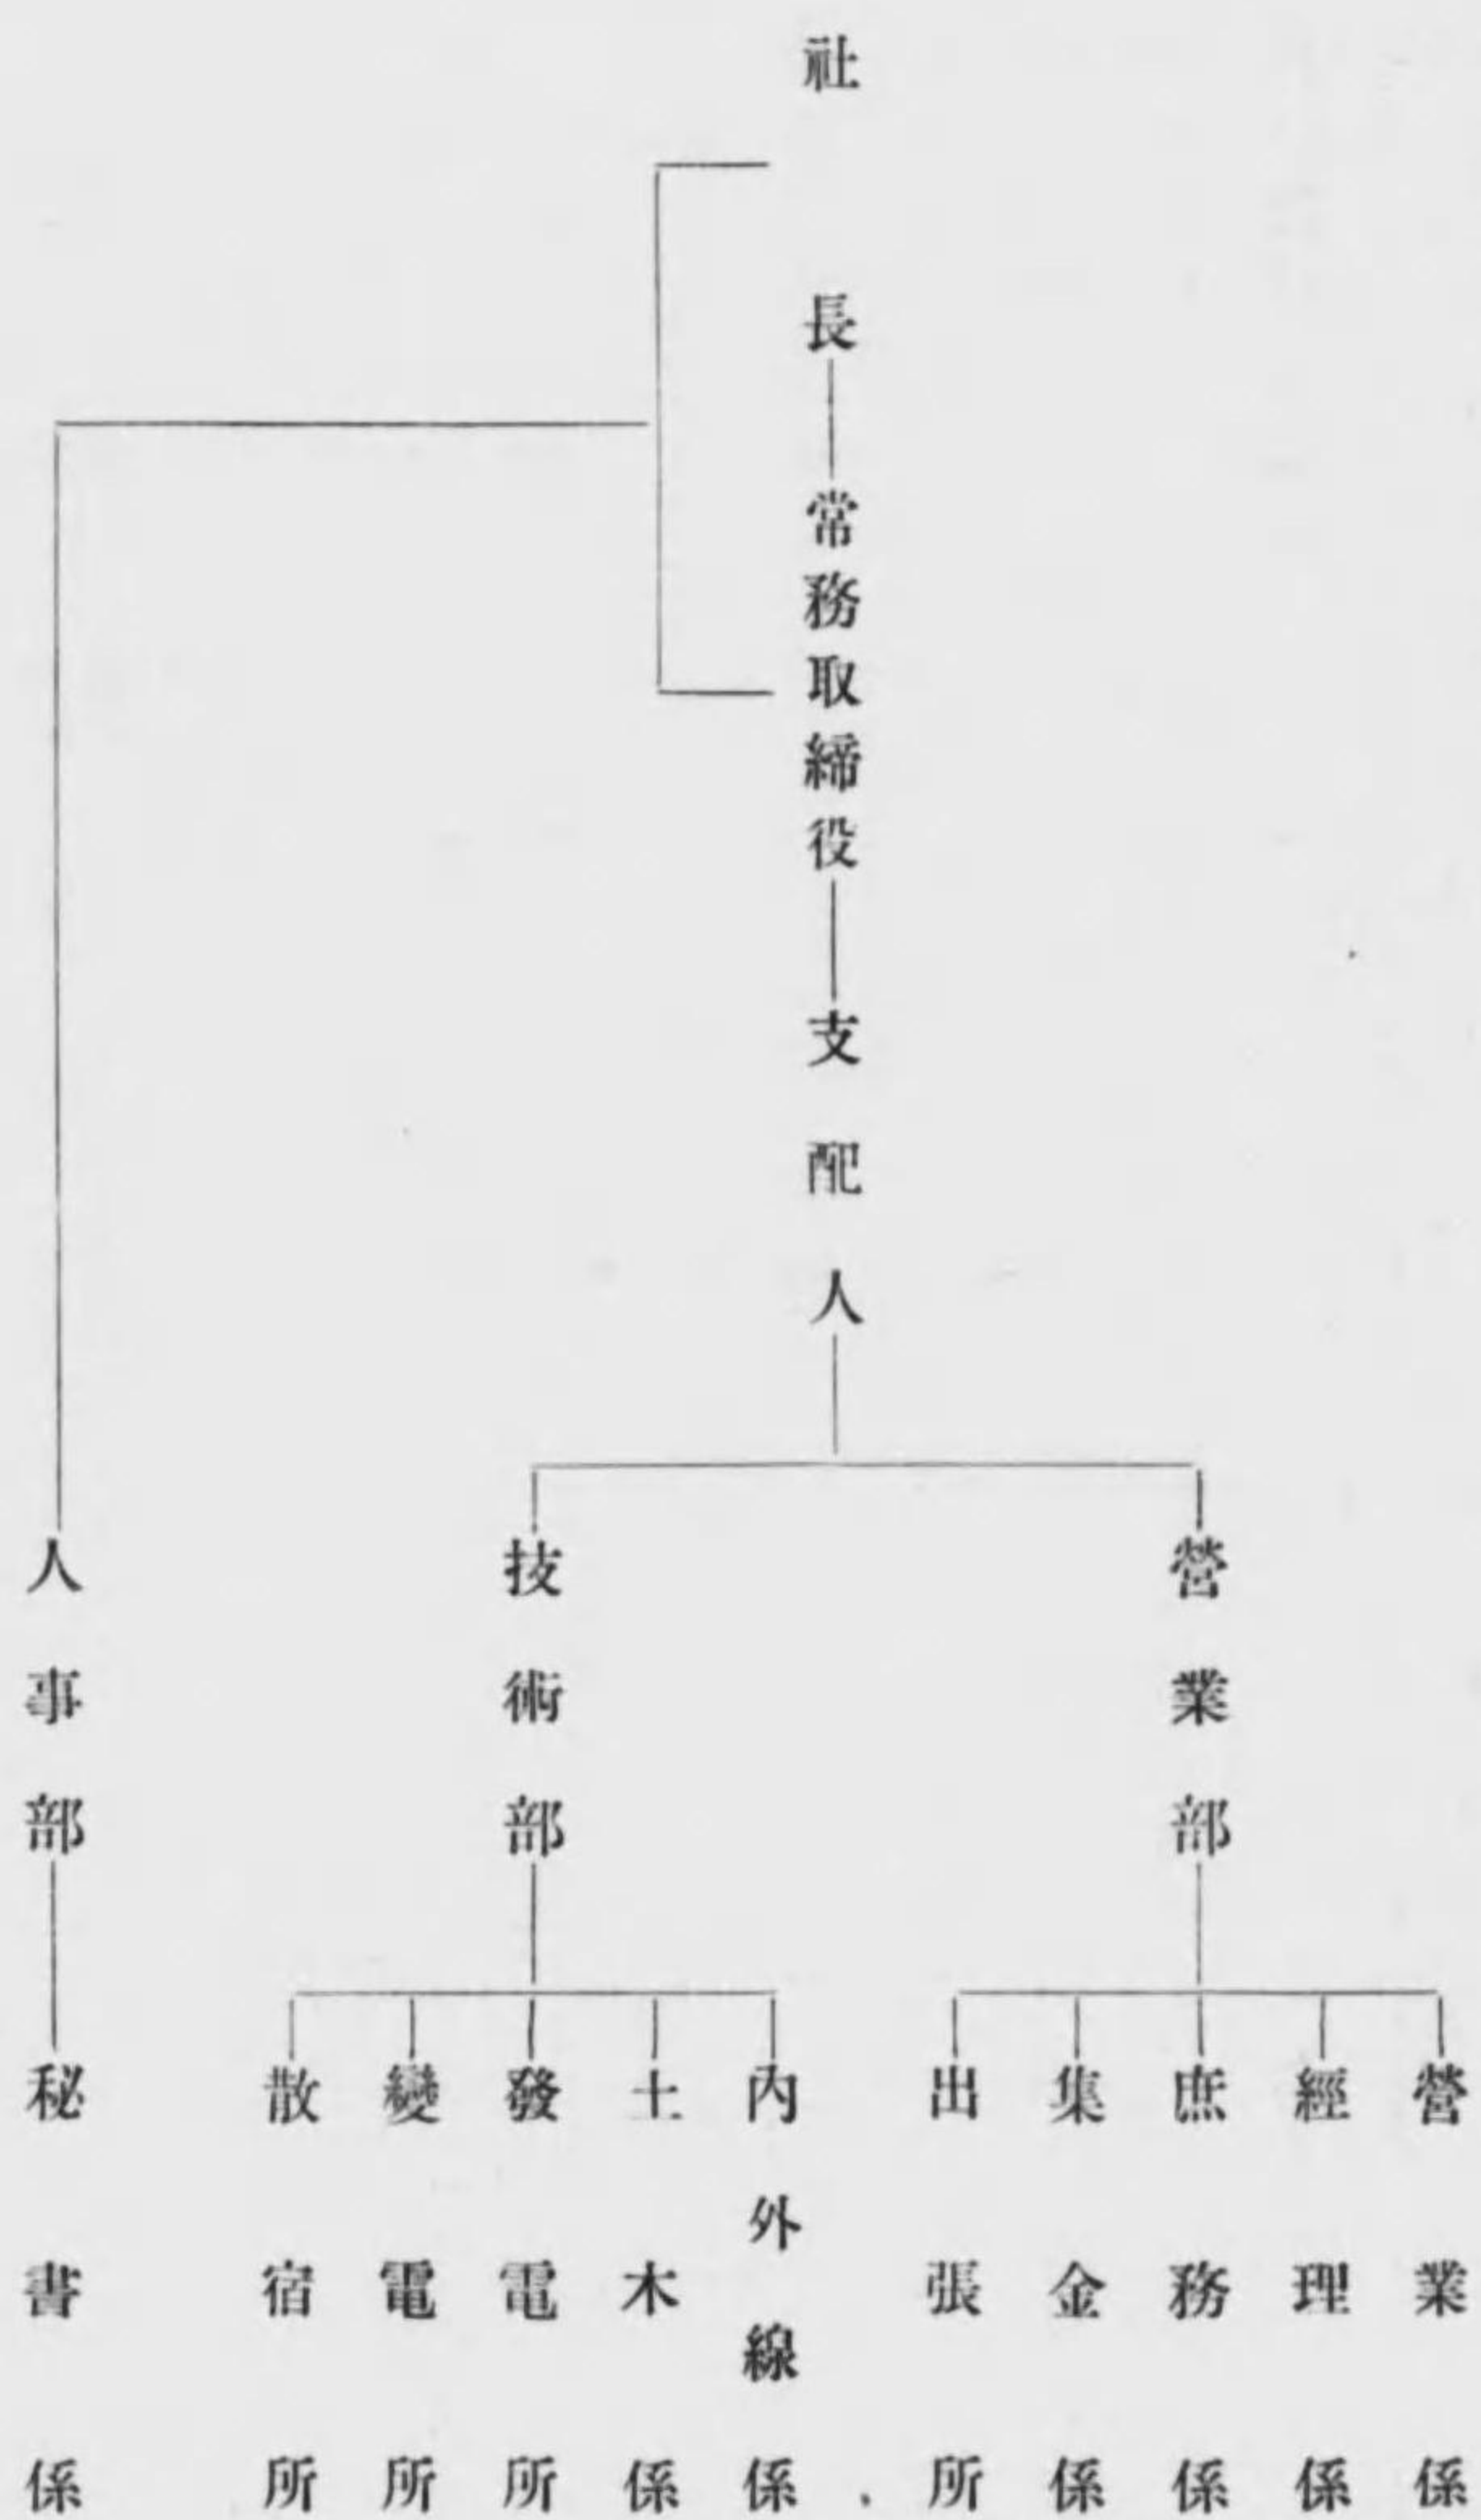 社長
常務取締役
支配人
營業部
營業係
經理係
庶務係
集金係
出張所
技術部
內外線係
土木係
發電所
變電所
散宿所
人事部
秘書係